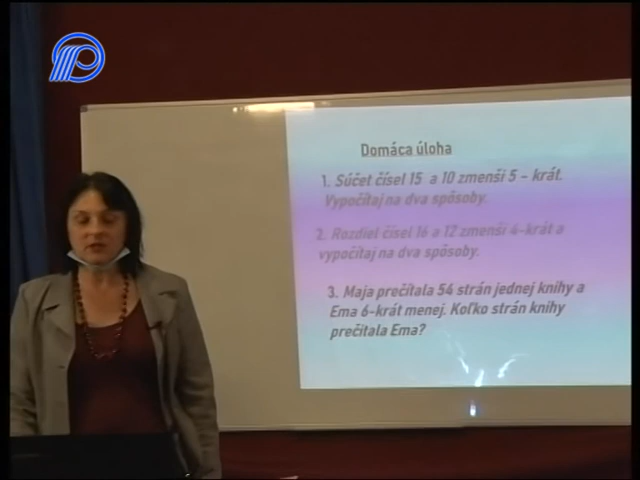 Domáca úloha
1. Súčet čísel 15 a 10 zmenši 5 – krát.
Vypočítaj na dva spôsoby.
2. Rozdiel čísel 16 a 12 zmenši 4-krát a
vypočítaj na dva spôsoby.
3. Maja prečítala 54 strán jednej knihy a
Ema 6-krát menej. Koľko strán knihy
prečítala Ema?